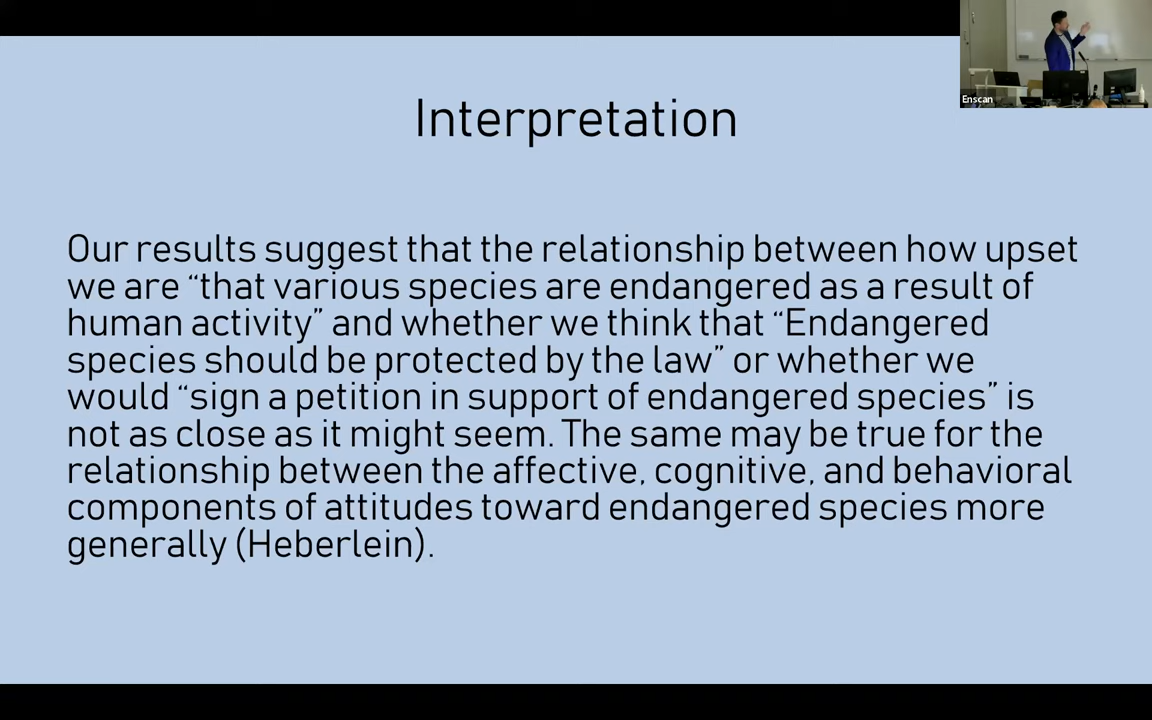 Enscan
Interpretation
Our results suggest that the relationship between how upset
we are “that various species are endangered as a result of
human activity” and whether we think that “Endangered
species should be protected by the law” or whether we
would “sign a petition in support of endangered species” is
not as close as it might seem. The same may be true for the
relationship between the affective, cognitive, and behavioral
components of attitudes toward endangered species more
generally (Heberlein).